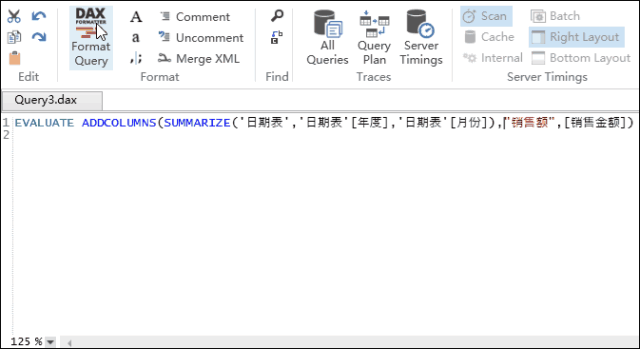 DAX
FORMATTER
Format
Query
A
a
, ;
Comment
Uncomment
Merge XML
All
Queries
Query
Plan
Server
Timings
Scan
Cache
Internal
Batch
Right Layout
Bottom Layout
Edit
Format
Find
Traces
Server Timings
Query3.dax
1 EVALUATE ADDCOLUMNS(SUMMARIZE('日期表','日期表'[年度],'日期表'[月份]),"销售额",[销售金额])
2
125 %